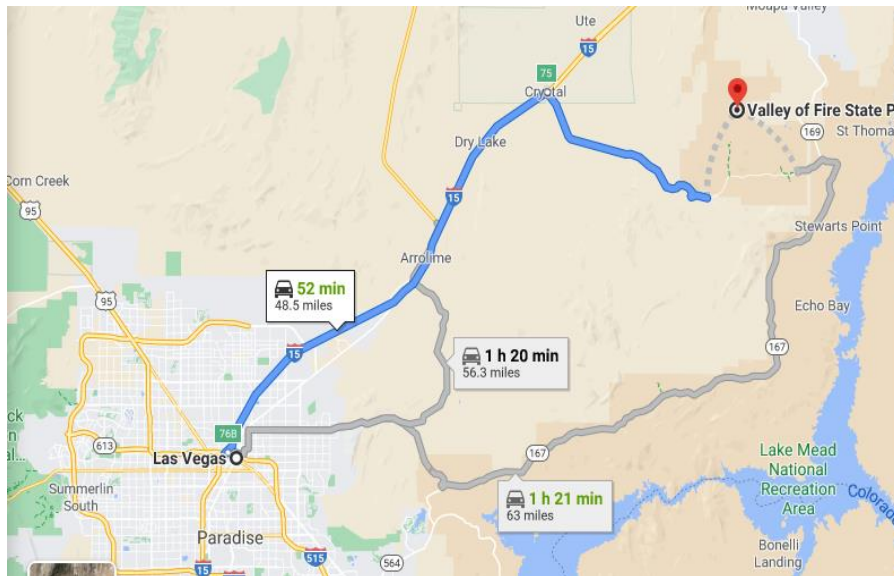 Moapa Valley
Ute
15
75
Crystal
Valley of Fire State P
169
St Thoma
Dry Lake
Corn Creek
95
15
Stewarts Point
Arrolime
52 min
48.5 miles
95
Echo Bay
15
1 h 20 min
56.3 miles
167
ck
on
al...
76B
613
Las Vegas
167
Lake Mead
National
Recreation
Area
Summerlin
South
1 h 21 min
63 miles
Colorad
Paradise
515
564
15
Bonelli
Landing